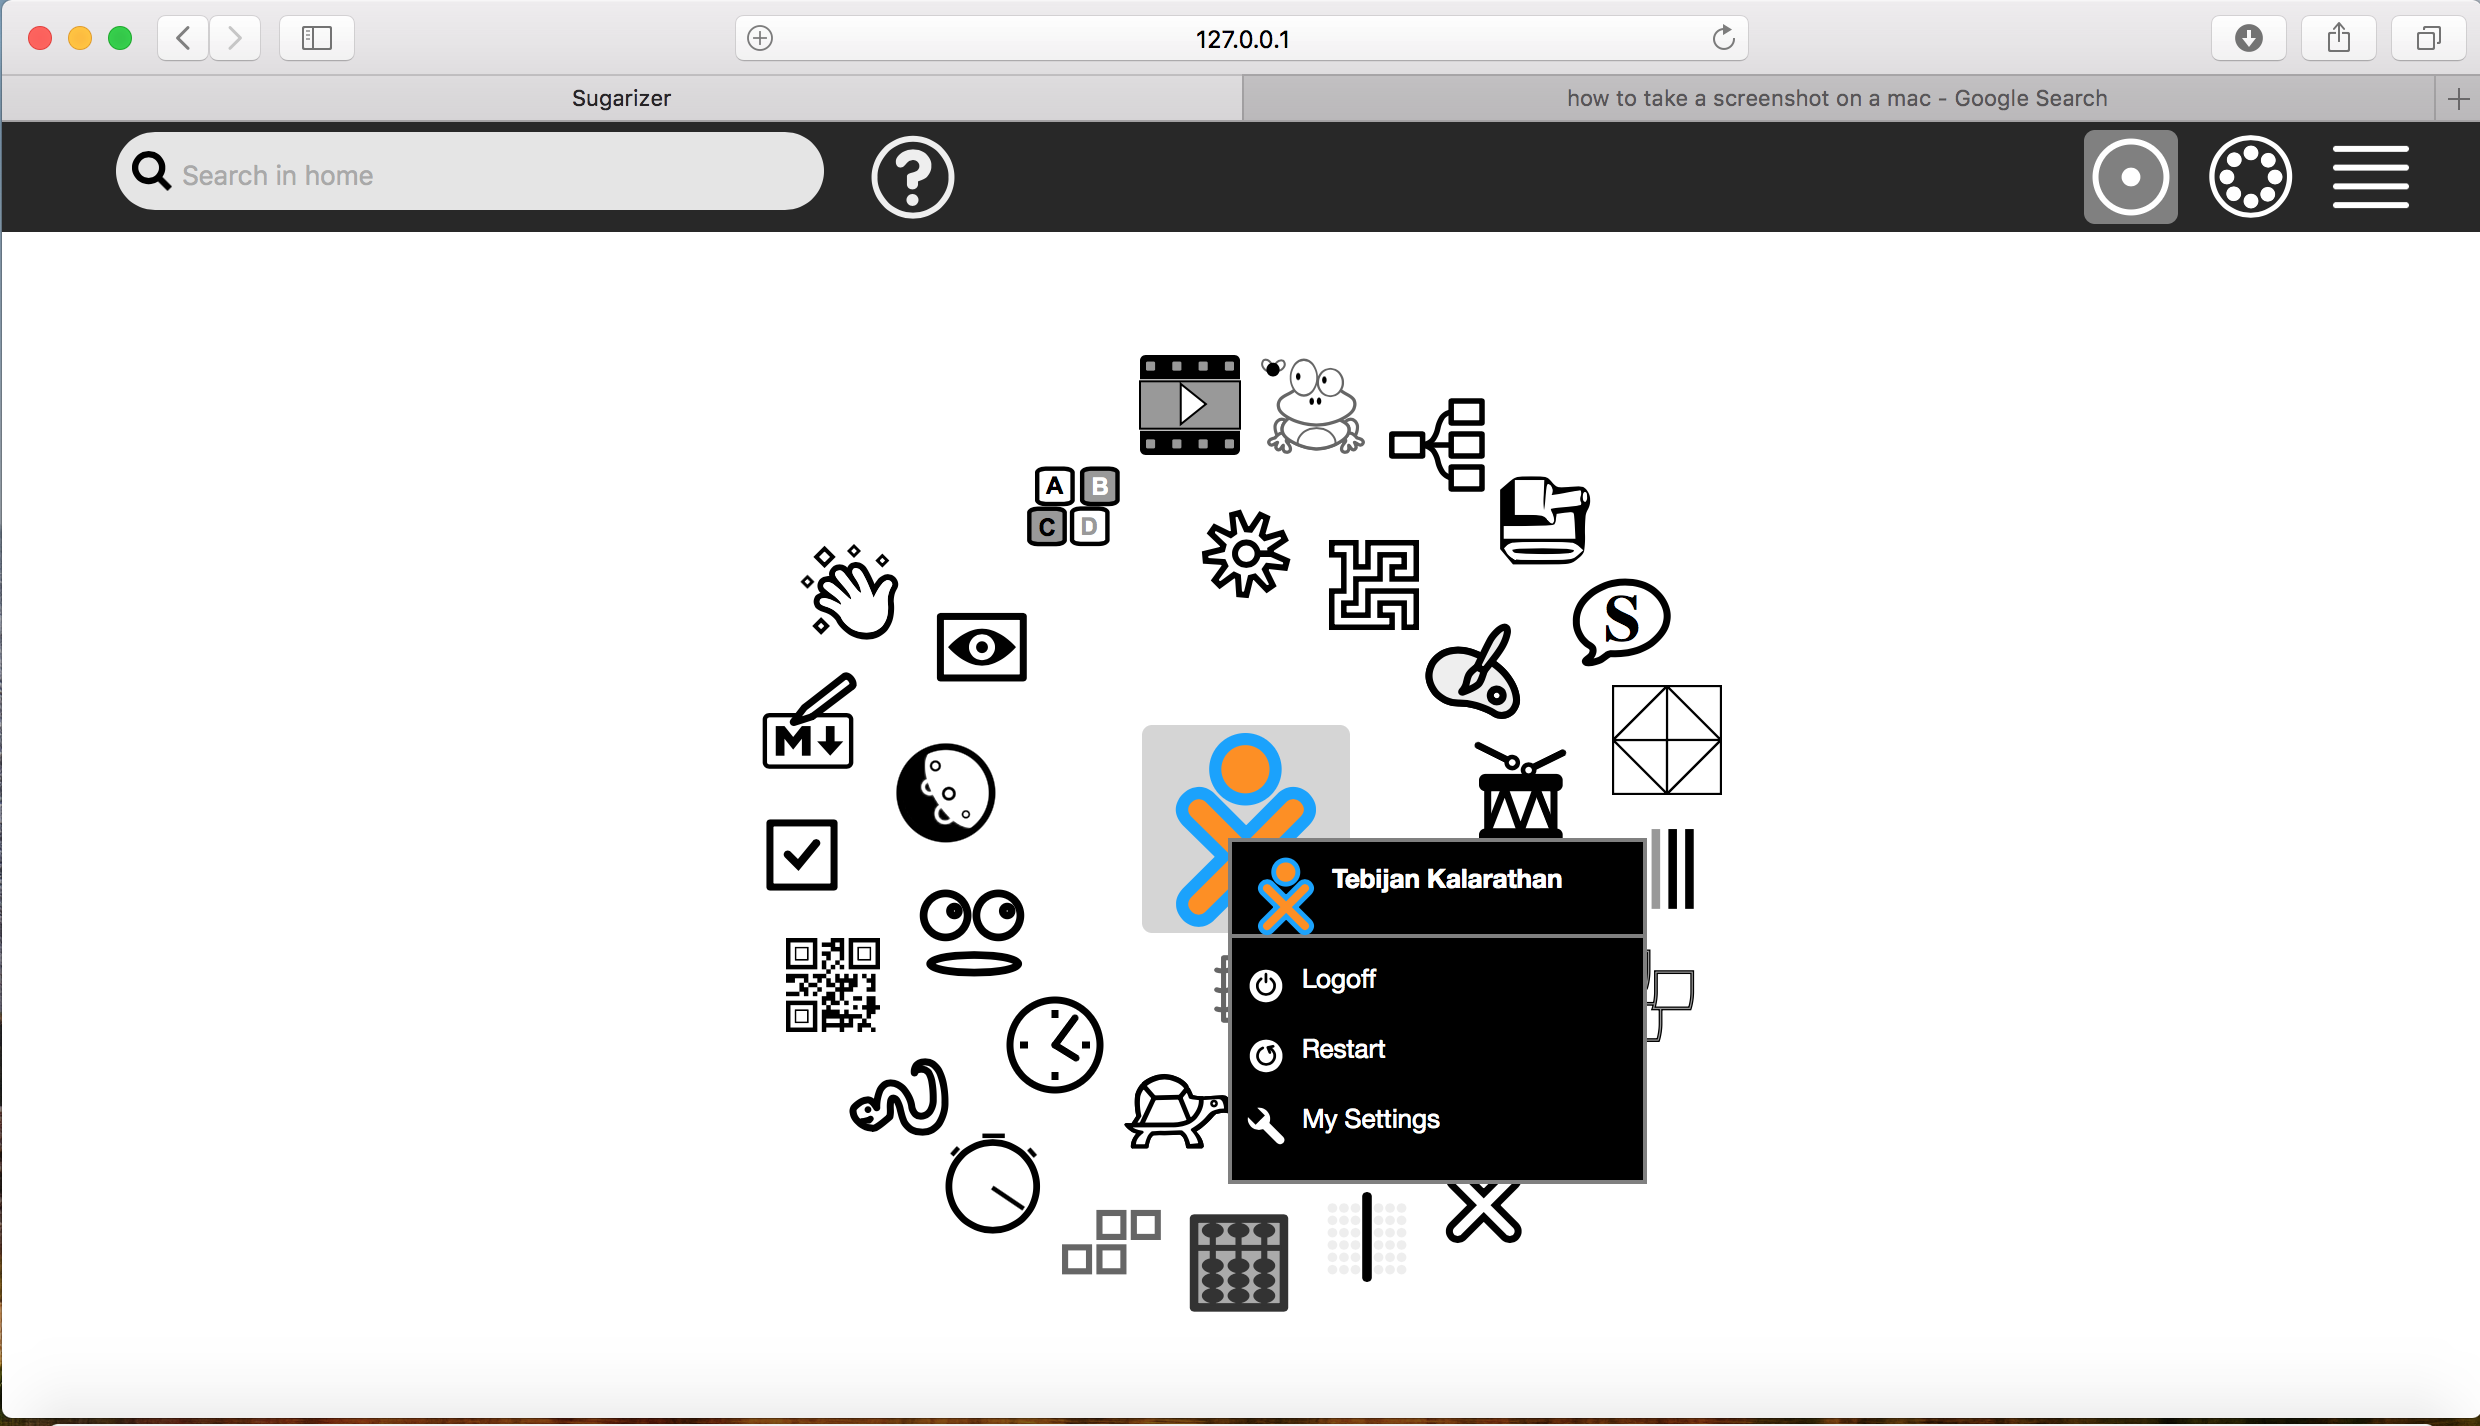 127.0.0.1
Sugarizer
how to take a screenshot on a mac - Google Search
Search in home
?
A B
C D
S
M
Tebijan Kalarathan
Logoff
Restart
My Settings